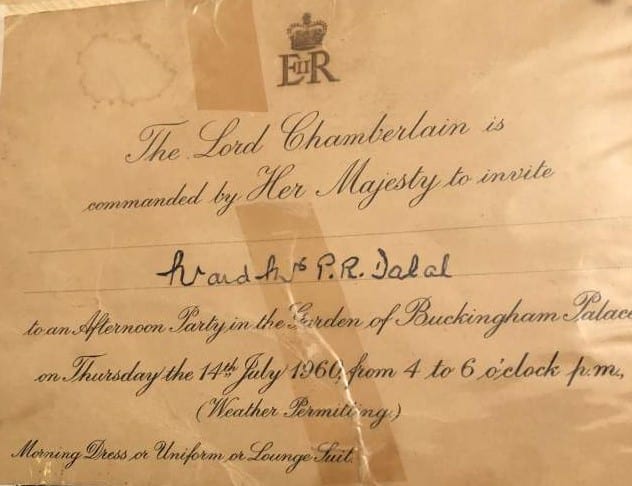 EIIR
The Lord Chamberlain is
commanded by Her Majesty to invite
Mr and Mrs P.R. Dalal
to an Afternoon Party in the Garden of Buckingham Palace
on Thursday the 14th July 1960, from 4 to 6 o'clock p.m.,
(Weather Permitting.)
Morning Dress or Uniform or Lounge Suit.